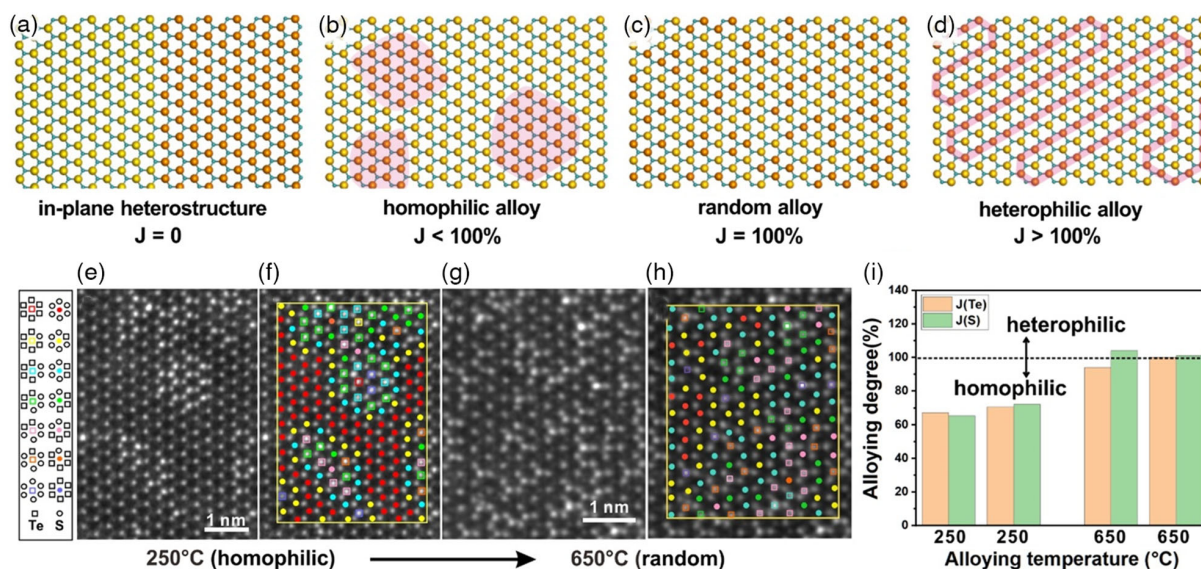 (a)
(b)
(c)
(d)
in-plane heterostructure
J = 0
homophilic alloy
J < 100%
random alloy
J = 100%
heterophilic alloy
J > 100%
(e)
(f)
(g)
(h)
(i)
Te S
1 nm
1 nm
250°C (homophilic)
650°C (random)
Alloying degree(%)
140
120
100
80
60
40
20
0
J(Te)
J(S)
heterophilic
homophilic
250 250 650 650
Alloying temperature (°C)